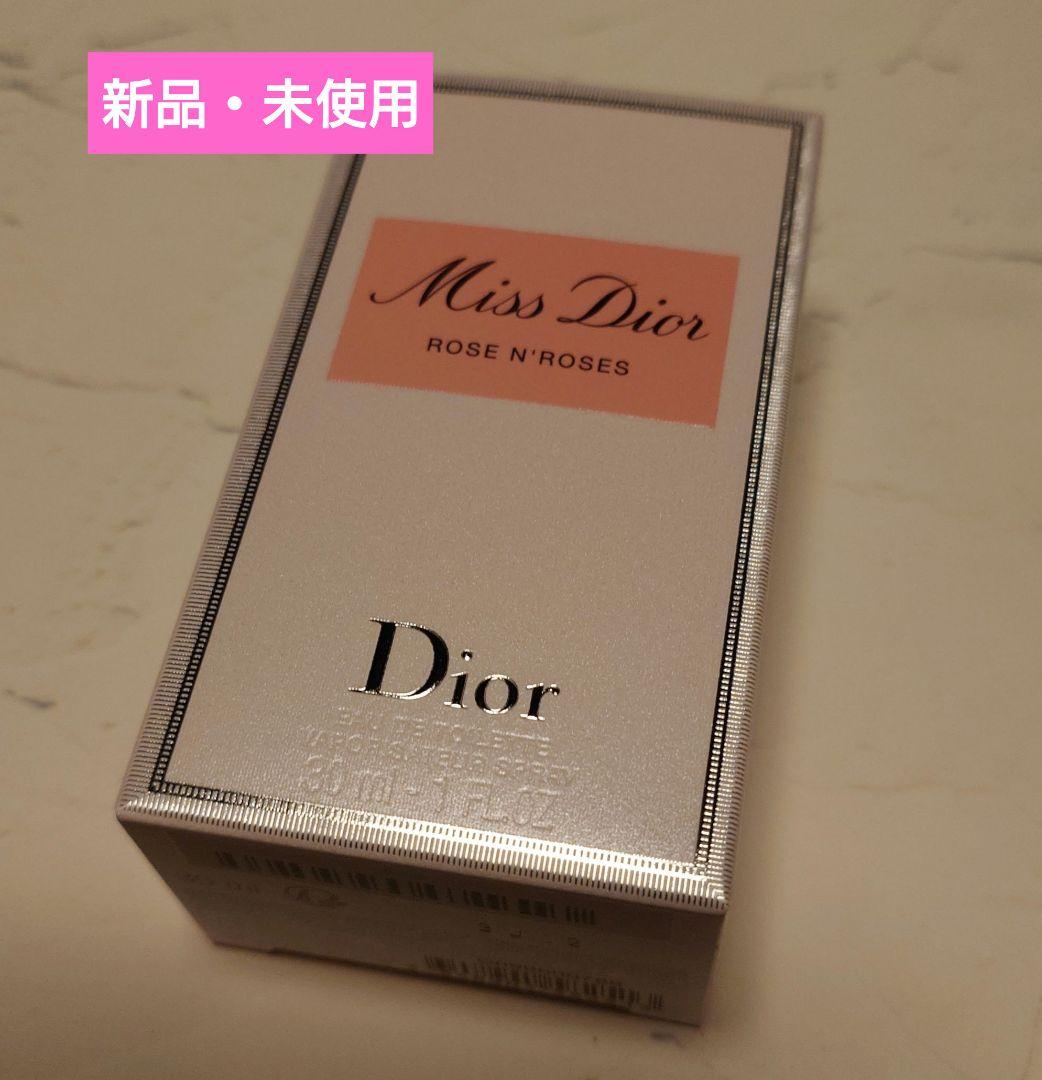 新品・未使用
Miss Dior
ROSE N'ROSES
Dior
EAU DE TOILETTE
VAPORISATEUR SPRAY
30 ml - 1 FL.OZ